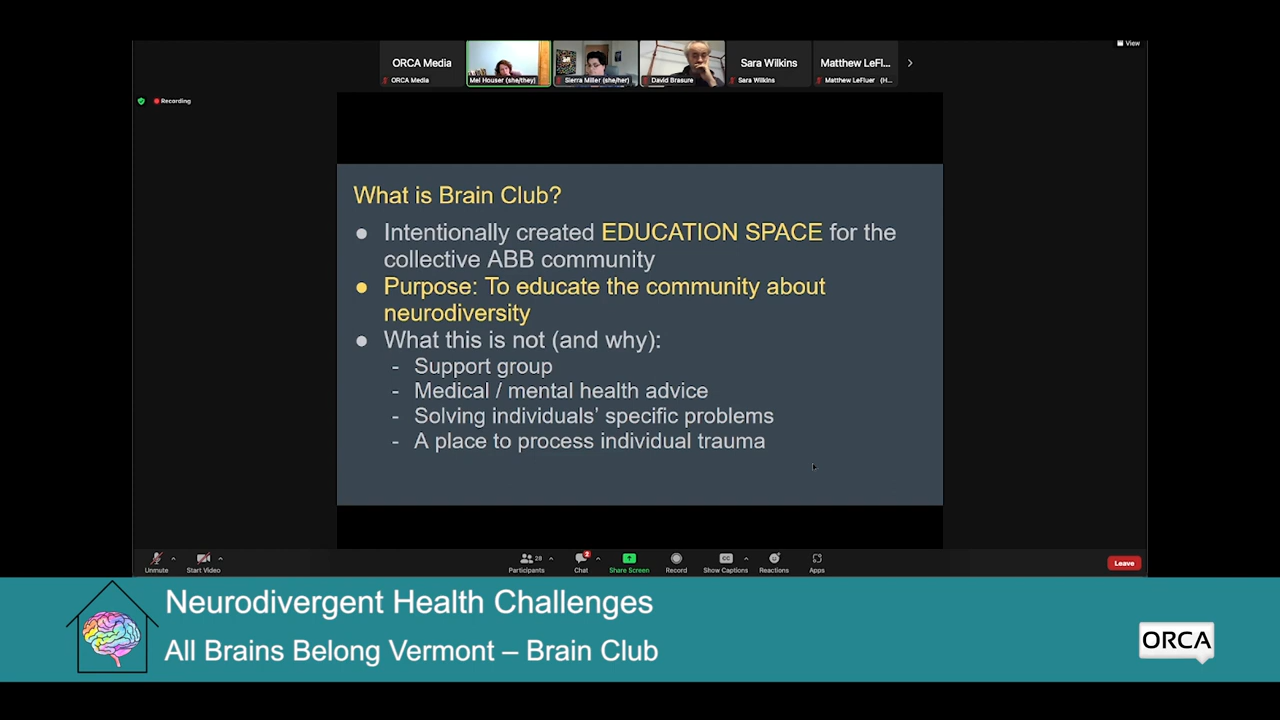 View
ORCA Media
Sara Wilkins
Matthew LeFl...
ORCA Media
Mel Houser (she/they)
Sierra Miller (she/her)
David Brasure
Sara Wilkins
Matthew LeFluer (H...
Recording
What is Brain Club?
● Intentionally created EDUCATION SPACE for the
collective ABB community
● Purpose: To educate the community about
neurodiversity
● What this is not (and why):
- Support group
- Medical / mental health advice
- Solving individuals’ specific problems
- A place to process individual trauma
Unmute
Start Video
28
Participants
2
Chat
Share Screen
Record
CC
Show Captions
Reactions
Apps
Leave
Neurodivergent Health Challenges
All Brains Belong Vermont – Brain Club
ORCA